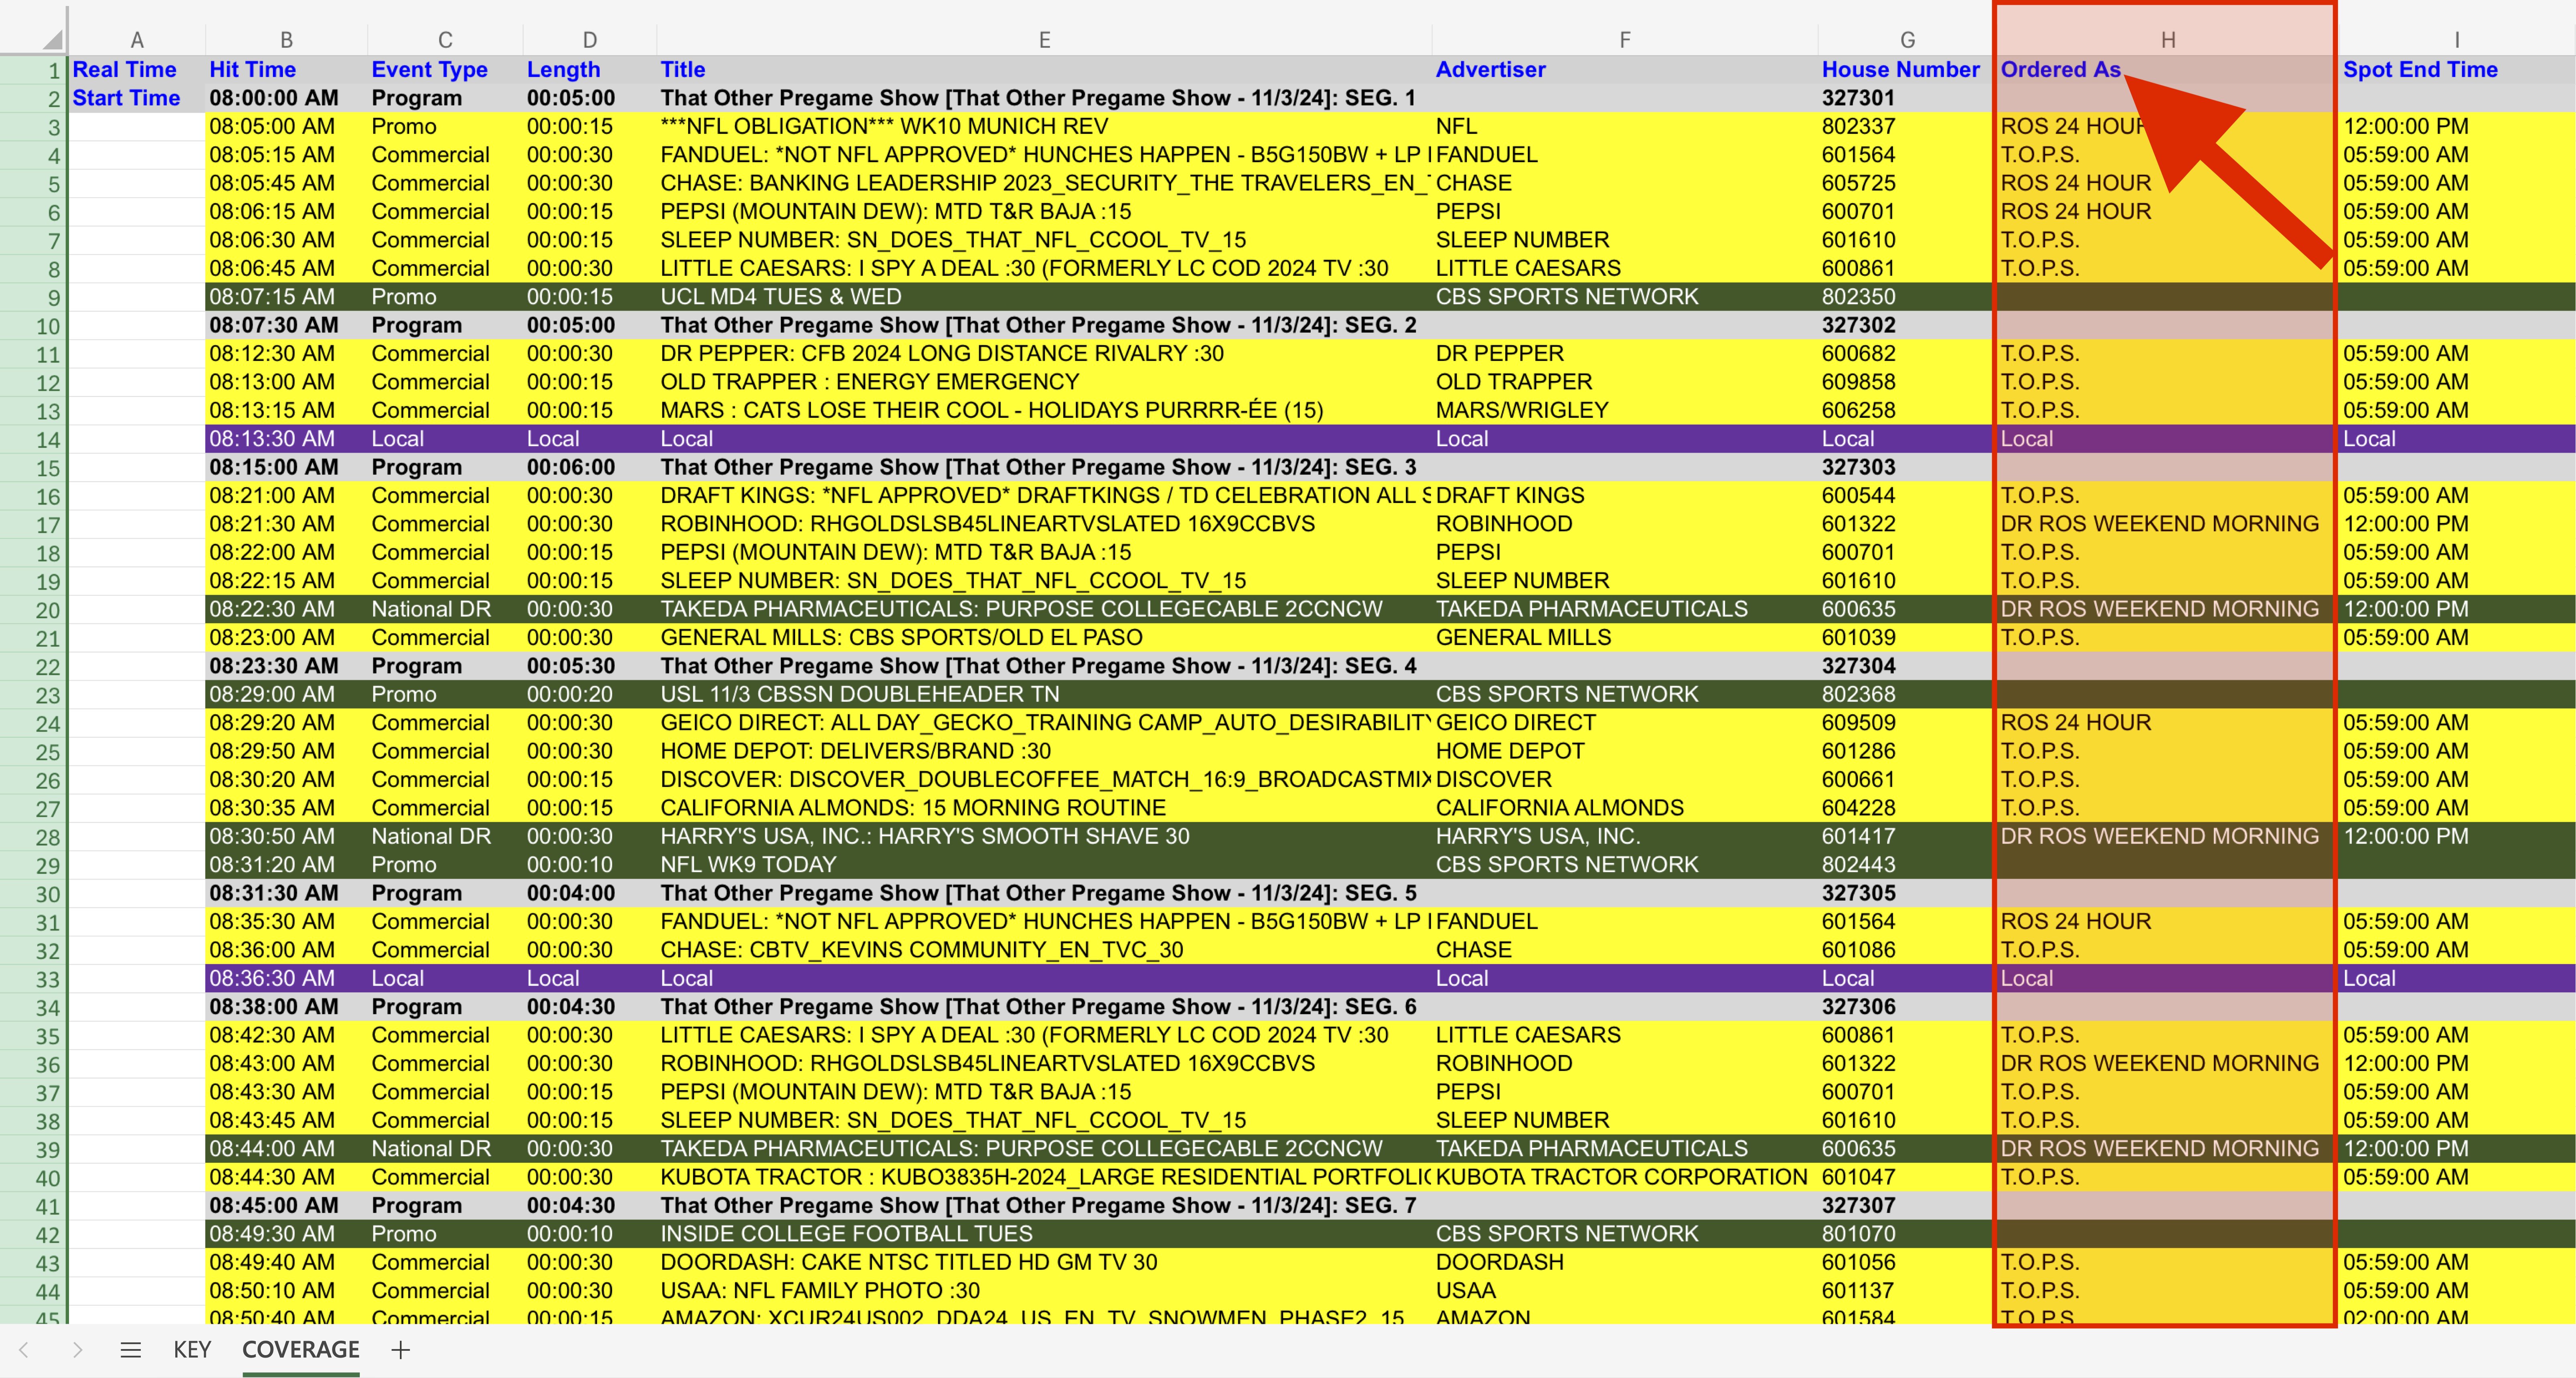 A B C D E F G H I
1 Real Time Hit Time Event Type Length Title Advertiser House Number Ordered As Spot End Time
2 Start Time 08:00:00 AM Program 00:05:00 That Other Pregame Show [That Other Pregame Show - 11/3/24]: SEG. 1 327301
3 08:05:00 AM Promo 00:00:15 ***NFL OBLIGATION*** WK10 MUNICH REV NFL 802337 ROS 24 HOUR 12:00:00 PM
4 08:05:15 AM Commercial 00:00:30 FANDUEL: *NOT NFL APPROVED* HUNCHES HAPPEN - B5G150BW + LP FANDUEL 601564 T.O.P.S. 05:59:00 AM
5 08:05:45 AM Commercial 00:00:30 CHASE: BANKING LEADERSHIP 2023_SECURITY_THE TRAVELERS_EN_ CHASE 605725 ROS 24 HOUR 05:59:00 AM
6 08:06:15 AM Commercial 00:00:15 PEPSI (MOUNTAIN DEW): MTD T&R BAJA :15 PEPSI 600701 ROS 24 HOUR 05:59:00 AM
7 08:06:30 AM Commercial 00:00:15 SLEEP NUMBER: SN_DOES_THAT_NFL_CCOOL_TV_15 SLEEP NUMBER 601610 T.O.P.S. 05:59:00 AM
8 08:06:45 AM Commercial 00:00:30 LITTLE CAESARS: I SPY A DEAL :30 (FORMERLY LC COD 2024 TV :30 LITTLE CAESARS 600861 T.O.P.S. 05:59:00 AM
9 08:07:15 AM Promo 00:00:15 UCL MD4 TUES & WED CBS SPORTS NETWORK 802350
10 08:07:30 AM Program 00:05:00 That Other Pregame Show [That Other Pregame Show - 11/3/24]: SEG. 2 327302
11 08:12:30 AM Commercial 00:00:30 DR PEPPER: CFB 2024 LONG DISTANCE RIVALRY :30 DR PEPPER 600682 T.O.P.S. 05:59:00 AM
12 08:13:00 AM Commercial 00:00:15 OLD TRAPPER : ENERGY EMERGENCY OLD TRAPPER 609858 T.O.P.S. 05:59:00 AM
13 08:13:15 AM Commercial 00:00:15 MARS : CATS LOSE THEIR COOL - HOLIDAYS PURRRR-ÉE (15) MARS/WRIGLEY 606258 T.O.P.S. 05:59:00 AM
14 08:13:30 AM Local Local Local Local Local Local Local
15 08:15:00 AM Program 00:06:00 That Other Pregame Show [That Other Pregame Show - 11/3/24]: SEG. 3 327303
16 08:21:00 AM Commercial 00:00:30 DRAFT KINGS: *NFL APPROVED* DRAFTKINGS / TD CELEBRATION ALL S DRAFT KINGS 600544 T.O.P.S. 05:59:00 AM
17 08:21:30 AM Commercial 00:00:30 ROBINHOOD: RHGOLDSLSB45LINEARTVSLATED 16X9CCBVS ROBINHOOD 601322 DR ROS WEEKEND MORNING 12:00:00 PM
18 08:22:00 AM Commercial 00:00:15 PEPSI (MOUNTAIN DEW): MTD T&R BAJA :15 PEPSI 600701 T.O.P.S. 05:59:00 AM
19 08:22:15 AM Commercial 00:00:15 SLEEP NUMBER: SN_DOES_THAT_NFL_CCOOL_TV_15 SLEEP NUMBER 601610 T.O.P.S. 05:59:00 AM
20 08:22:30 AM National DR 00:00:30 TAKEDA PHARMACEUTICALS: PURPOSE COLLEGECABLE 2CCNCW TAKEDA PHARMACEUTICALS 600635 DR ROS WEEKEND MORNING 12:00:00 PM
21 08:23:00 AM Commercial 00:00:30 GENERAL MILLS: CBS SPORTS/OLD EL PASO GENERAL MILLS 601039 T.O.P.S. 05:59:00 AM
22 08:23:30 AM Program 00:05:30 That Other Pregame Show [That Other Pregame Show - 11/3/24]: SEG. 4 327304
23 08:29:00 AM Promo 00:00:20 USL 11/3 CBSSN DOUBLEHEADER TN CBS SPORTS NETWORK 802368
24 08:29:20 AM Commercial 00:00:30 GEICO DIRECT: ALL DAY_GECKO_TRAINING CAMP_AUTO_DESIRABILITY GEICO DIRECT 609509 ROS 24 HOUR 05:59:00 AM
25 08:29:50 AM Commercial 00:00:30 HOME DEPOT: DELIVERS/BRAND :30 HOME DEPOT 601286 T.O.P.S. 05:59:00 AM
26 08:30:20 AM Commercial 00:00:15 DISCOVER: DISCOVER_DOUBLECOFFEE_MATCH_16:9_BROADCASTMIX DISCOVER 600661 T.O.P.S. 05:59:00 AM
27 08:30:35 AM Commercial 00:00:15 CALIFORNIA ALMONDS: 15 MORNING ROUTINE CALIFORNIA ALMONDS 604228 T.O.P.S. 05:59:00 AM
28 08:30:50 AM National DR 00:00:30 HARRY'S USA, INC.: HARRY'S SMOOTH SHAVE 30 HARRY'S USA, INC. 601417 DR ROS WEEKEND MORNING 12:00:00 PM
29 08:31:20 AM Promo 00:00:10 NFL WK9 TODAY CBS SPORTS NETWORK 802443
30 08:31:30 AM Program 00:04:00 That Other Pregame Show [That Other Pregame Show - 11/3/24]: SEG. 5 327305
31 08:35:30 AM Commercial 00:00:30 FANDUEL: *NOT NFL APPROVED* HUNCHES HAPPEN - B5G150BW + LP FANDUEL 601564 ROS 24 HOUR 05:59:00 AM
32 08:36:00 AM Commercial 00:00:30 CHASE: CBTV_KEVINS COMMUNITY_EN_TVC_30 CHASE 601086 T.O.P.S. 05:59:00 AM
33 08:36:30 AM Local Local Local Local Local Local Local
34 08:38:00 AM Program 00:04:30 That Other Pregame Show [That Other Pregame Show - 11/3/24]: SEG. 6 327306
35 08:42:30 AM Commercial 00:00:30 LITTLE CAESARS: I SPY A DEAL :30 (FORMERLY LC COD 2024 TV :30 LITTLE CAESARS 600861 T.O.P.S. 05:59:00 AM
36 08:43:00 AM Commercial 00:00:30 ROBINHOOD: RHGOLDSLSB45LINEARTVSLATED 16X9CCBVS ROBINHOOD 601322 DR ROS WEEKEND MORNING 12:00:00 PM
37 08:43:30 AM Commercial 00:00:15 PEPSI (MOUNTAIN DEW): MTD T&R BAJA :15 PEPSI 600701 T.O.P.S. 05:59:00 AM
38 08:43:45 AM Commercial 00:00:15 SLEEP NUMBER: SN_DOES_THAT_NFL_CCOOL_TV_15 SLEEP NUMBER 601610 T.O.P.S. 05:59:00 AM
39 08:44:00 AM National DR 00:00:30 TAKEDA PHARMACEUTICALS: PURPOSE COLLEGECABLE 2CCNCW TAKEDA PHARMACEUTICALS 600635 DR ROS WEEKEND MORNING 12:00:00 PM
40 08:44:30 AM Commercial 00:00:30 KUBOTA TRACTOR : KUBO3835H-2024_LARGE RESIDENTIAL PORTFOLIO KUBOTA TRACTOR CORPORATION 601047 T.O.P.S. 05:59:00 AM
41 08:45:00 AM Program 00:04:30 That Other Pregame Show [That Other Pregame Show - 11/3/24]: SEG. 7 327307
42 08:49:30 AM Promo 00:00:10 INSIDE COLLEGE FOOTBALL TUES CBS SPORTS NETWORK 801070
43 08:49:40 AM Commercial 00:00:30 DOORDASH: CAKE NTSC TITLED HD GM TV 30 DOORDASH 601056 T.O.P.S. 05:59:00 AM
44 08:50:10 AM Commercial 00:00:30 USAA: NFL FAMILY PHOTO :30 USAA 601137 T.O.P.S. 05:59:00 AM
45 08:50:40 AM Commercial 00:00:15 AMAZON: XCUR24US002_DDA24_US_EN_TV_SNOWMEN_PHASE2_15 AMAZON 601584 T.O.P.S. 02:00:00 AM
KEY COVERAGE